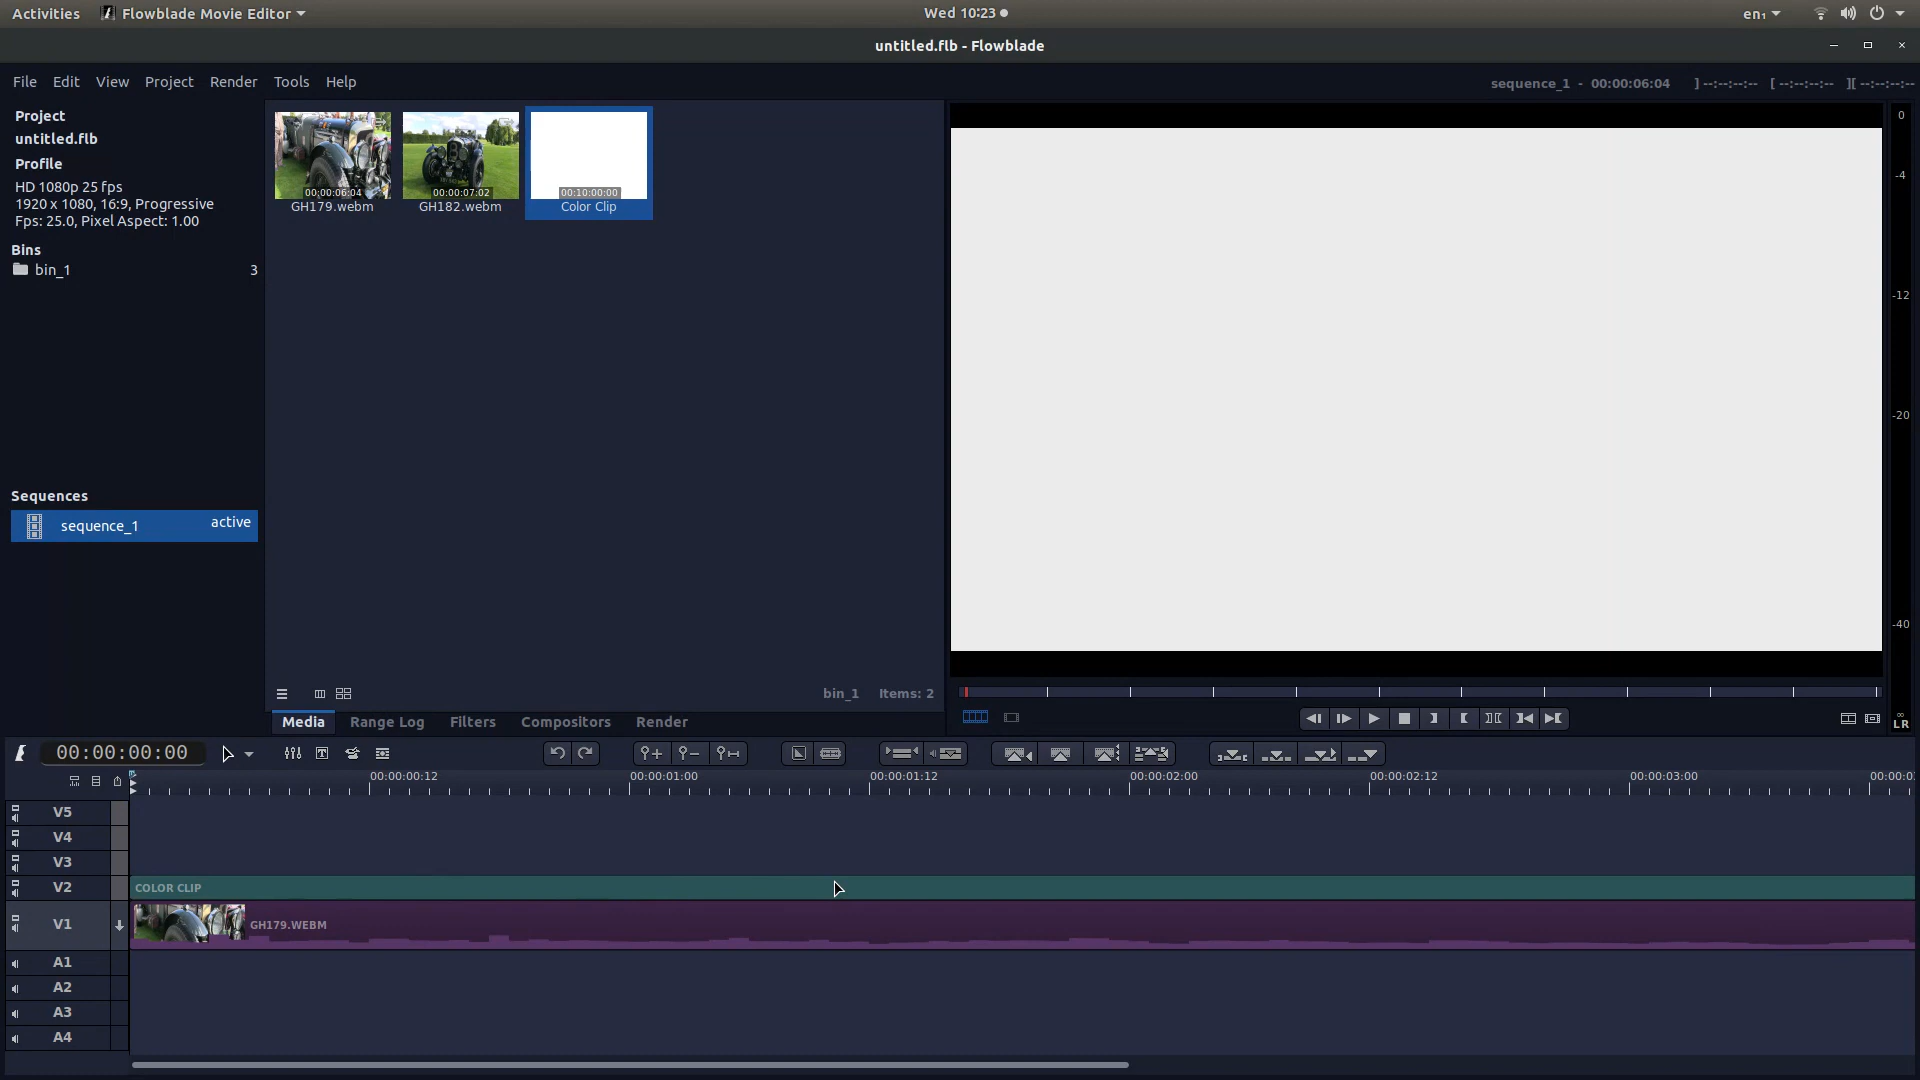 Activities Flowblade Movie Editor Wed 10:23 en₁
untitled.flb - Flowblade
File Edit View Project Render Tools Help
sequence_1 - 00:00:06:04 ] --:--:--:-- [ --:--:--:-- ][ --:--:--:--
Project
untitled.flb
Profile
HD 1080p 25 fps
1920 x 1080, 16:9, Progressive
Fps: 25.0, Pixel Aspect: 1.00
Bins
bin_1 3
Sequences
sequence_1 active
00:00:06:04 00:00:07:02 00:10:00:00
GH179.webm GH182.webm Color Clip
bin_1 Items: 2
Media Range Log Filters Compositors Render
0
-4
-12
-20
-40
∞
LR
00:00:00:00
00:00:00:12 00:00:01:00 00:00:01:12 00:00:02:00 00:00:02:12 00:00:03:00
V5
V4
V3
V2 COLOR CLIP
V1 GH179.WEBM
A1
A2
A3
A4